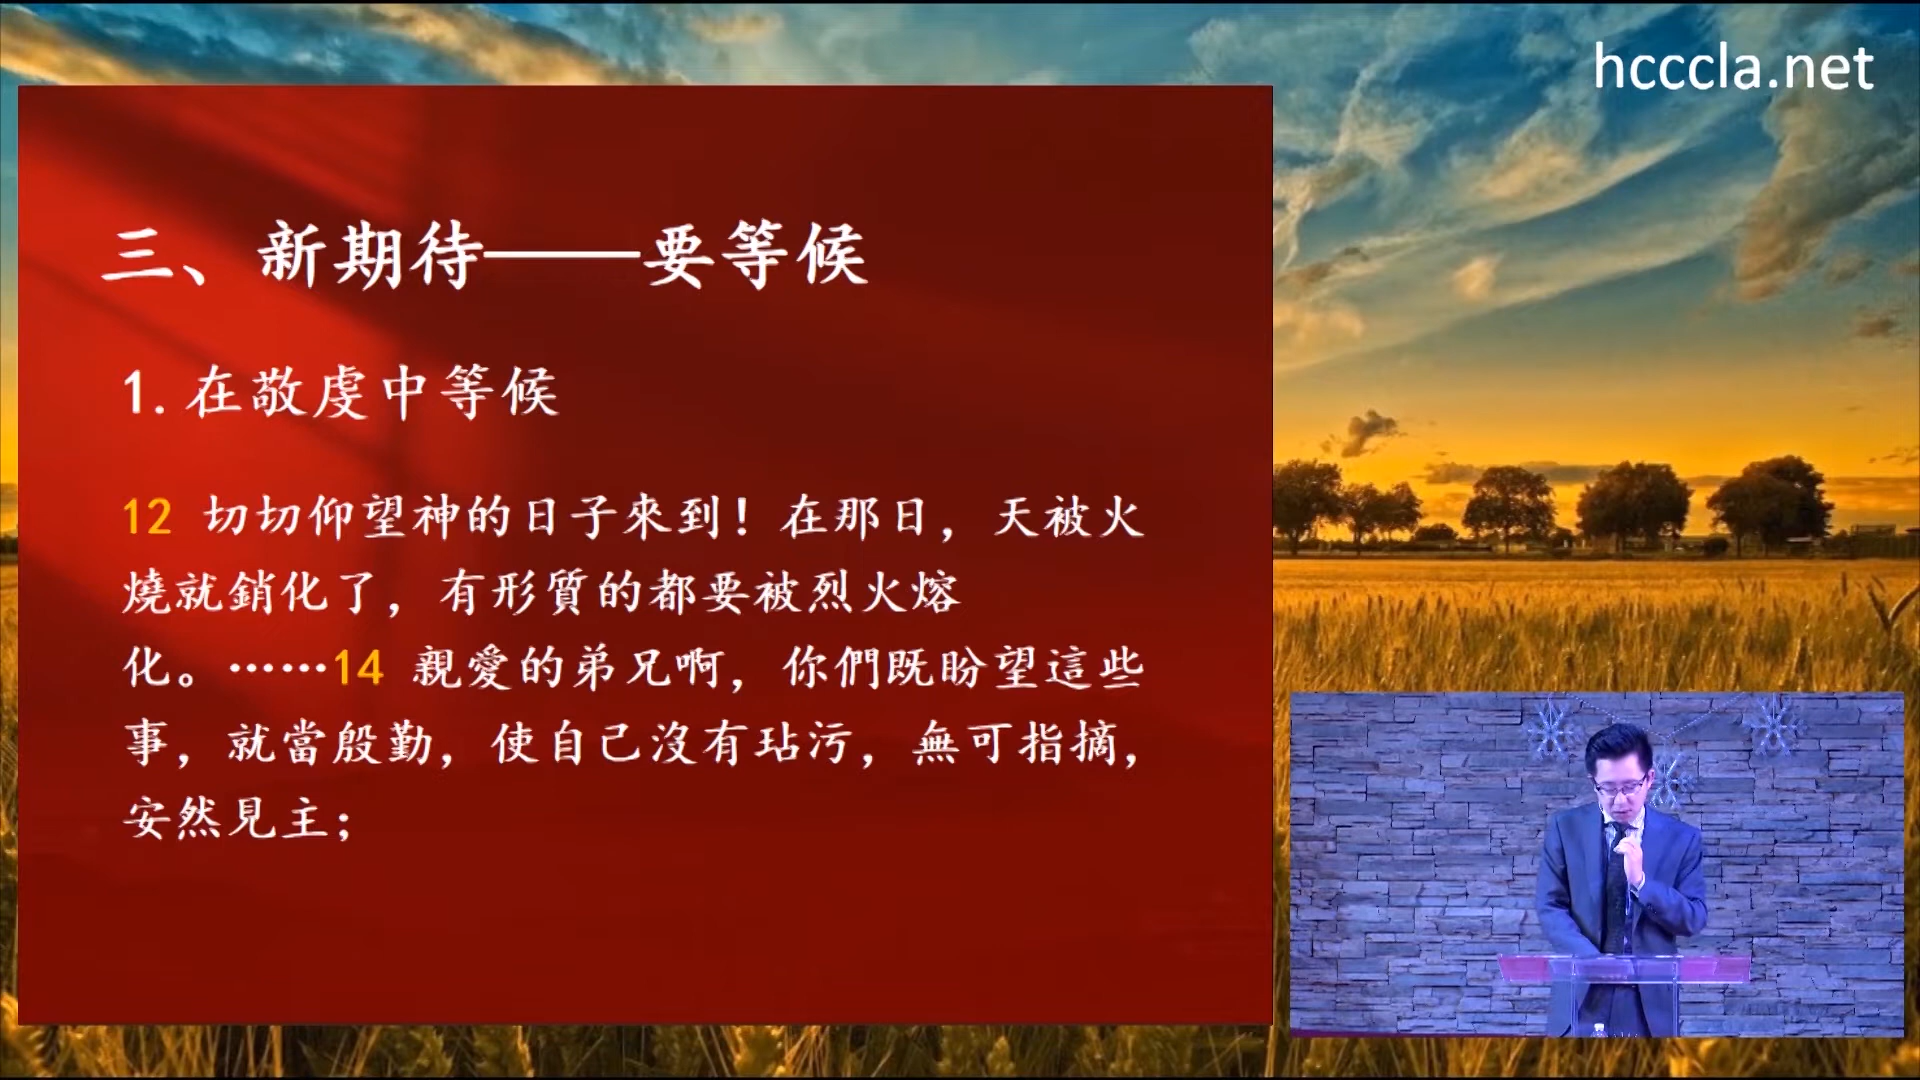 hcccla.net
三、新期待——要等候
1.在敬虔中等候
12 切切仰望神的日子來到！在那日，天被火
燒就銷化了，有形質的都要被烈火熔
化。……14 親愛的弟兄啊，你們既盼望這些
事，就當殷勤，使自己沒有玷污，無可指摘，
安然見主；